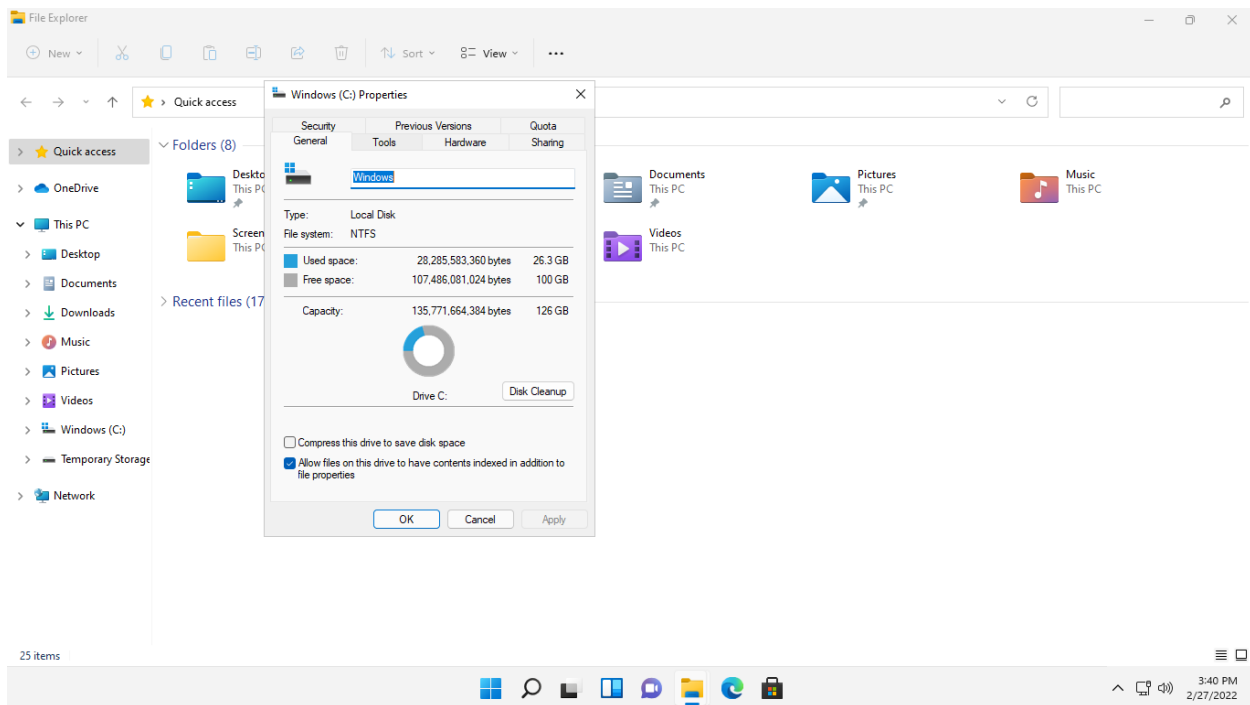 File Explorer
New
Sort
View
Windows (C:) Properties
Quick access
Security
Previous Versions
Quota
General
Tools
Hardware
Sharing
Quick access
OneDrive
This PC
Desktop
Documents
Downloads
Music
Pictures
Videos
Windows (C:)
Temporary Storage
Network
Folders (8)
This PC
Screen
This PC
Recent files (17
Windows
Type: Local Disk
File system: NTFS
Used space: 28,285,583,360 bytes 26.3 GB
Free space: 107,486,081,024 bytes 100 GB
Capacity: 135,771,664,384 bytes 126 GB
Drive C:
Disk Cleanup
Compress this drive to save disk space
Allow files on this drive to have contents indexed in addition to
file properties
OK
Cancel
Apply
Documents
This PC
Pictures
This PC
Music
This PC
Videos
This PC
25 items
3:40 PM
2/27/2022